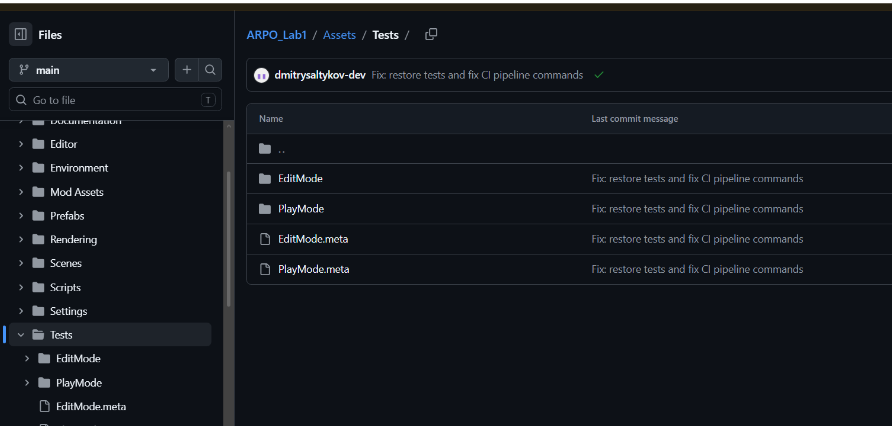 Files
main
Go to file
T
Documentation
Editor
Environment
Mod Assets
Prefabs
Rendering
Scenes
Scripts
Settings
Tests
EditMode
PlayMode
EditMode.meta
ARPO_Lab1 / Assets / Tests /
dmitrysaltykov-dev Fix: restore tests and fix CI pipeline commands
Name Last commit message
..
EditMode Fix: restore tests and fix CI pipeline commands
PlayMode Fix: restore tests and fix CI pipeline commands
EditMode.meta Fix: restore tests and fix CI pipeline commands
PlayMode.meta Fix: restore tests and fix CI pipeline commands